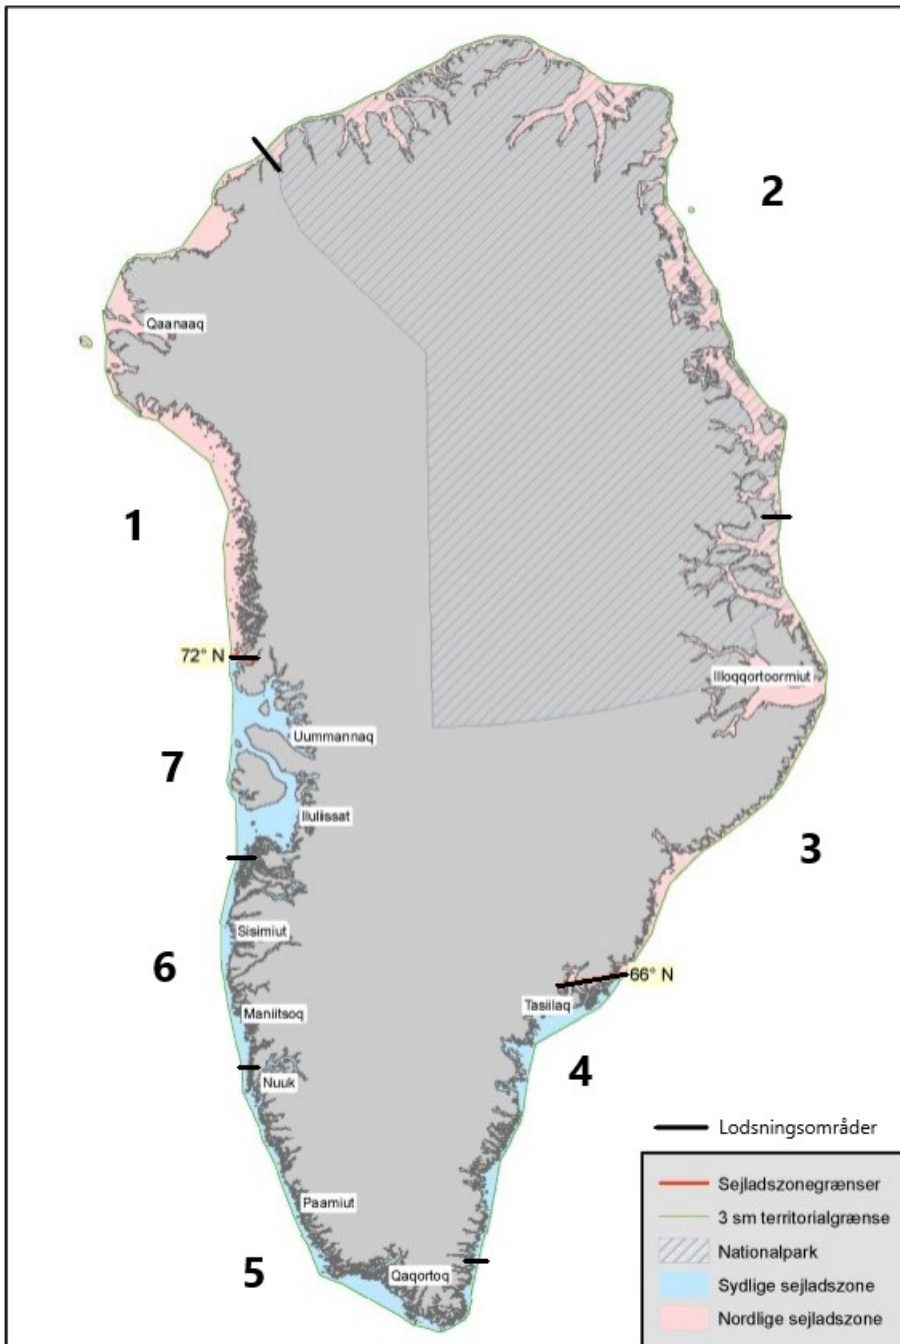 2
Qaanaaq
1
72° N
Illoqqortoormiut
Uummannaq
7
Ilulissat
3
Sisimiut
6
66° N
Tasiilaq
Maniitsoq
4
Nuuk
Lodsningsområder
Sejladszonegrænser
Paamiut
3 sm territorialgrænse
Nationalpark
5
Qaqortoq
Sydlige sejladszone
Nordlige sejladszone